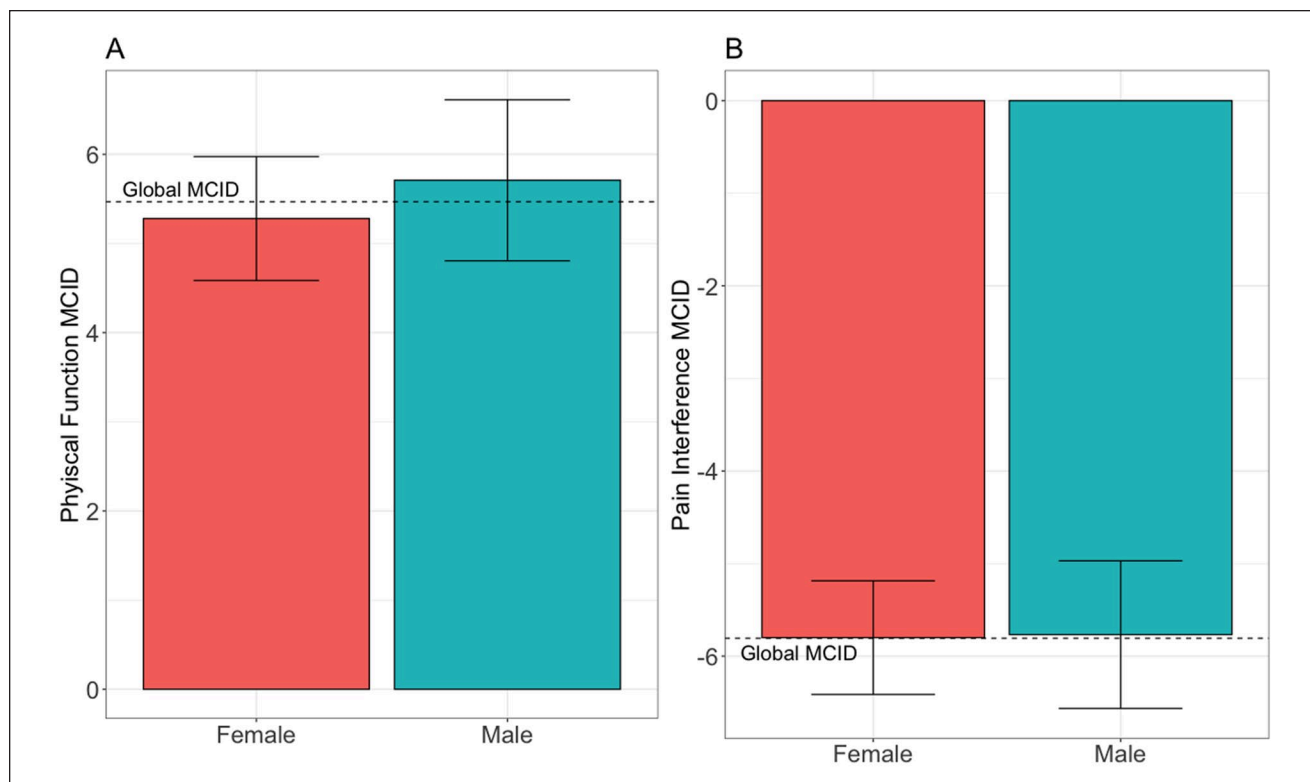 A
Phyiscal Function MCID
6
4
2
0
Global MCID
Female
Male
B
Pain Interference MCID
0
-2
-4
-6
Global MCID
Female
Male